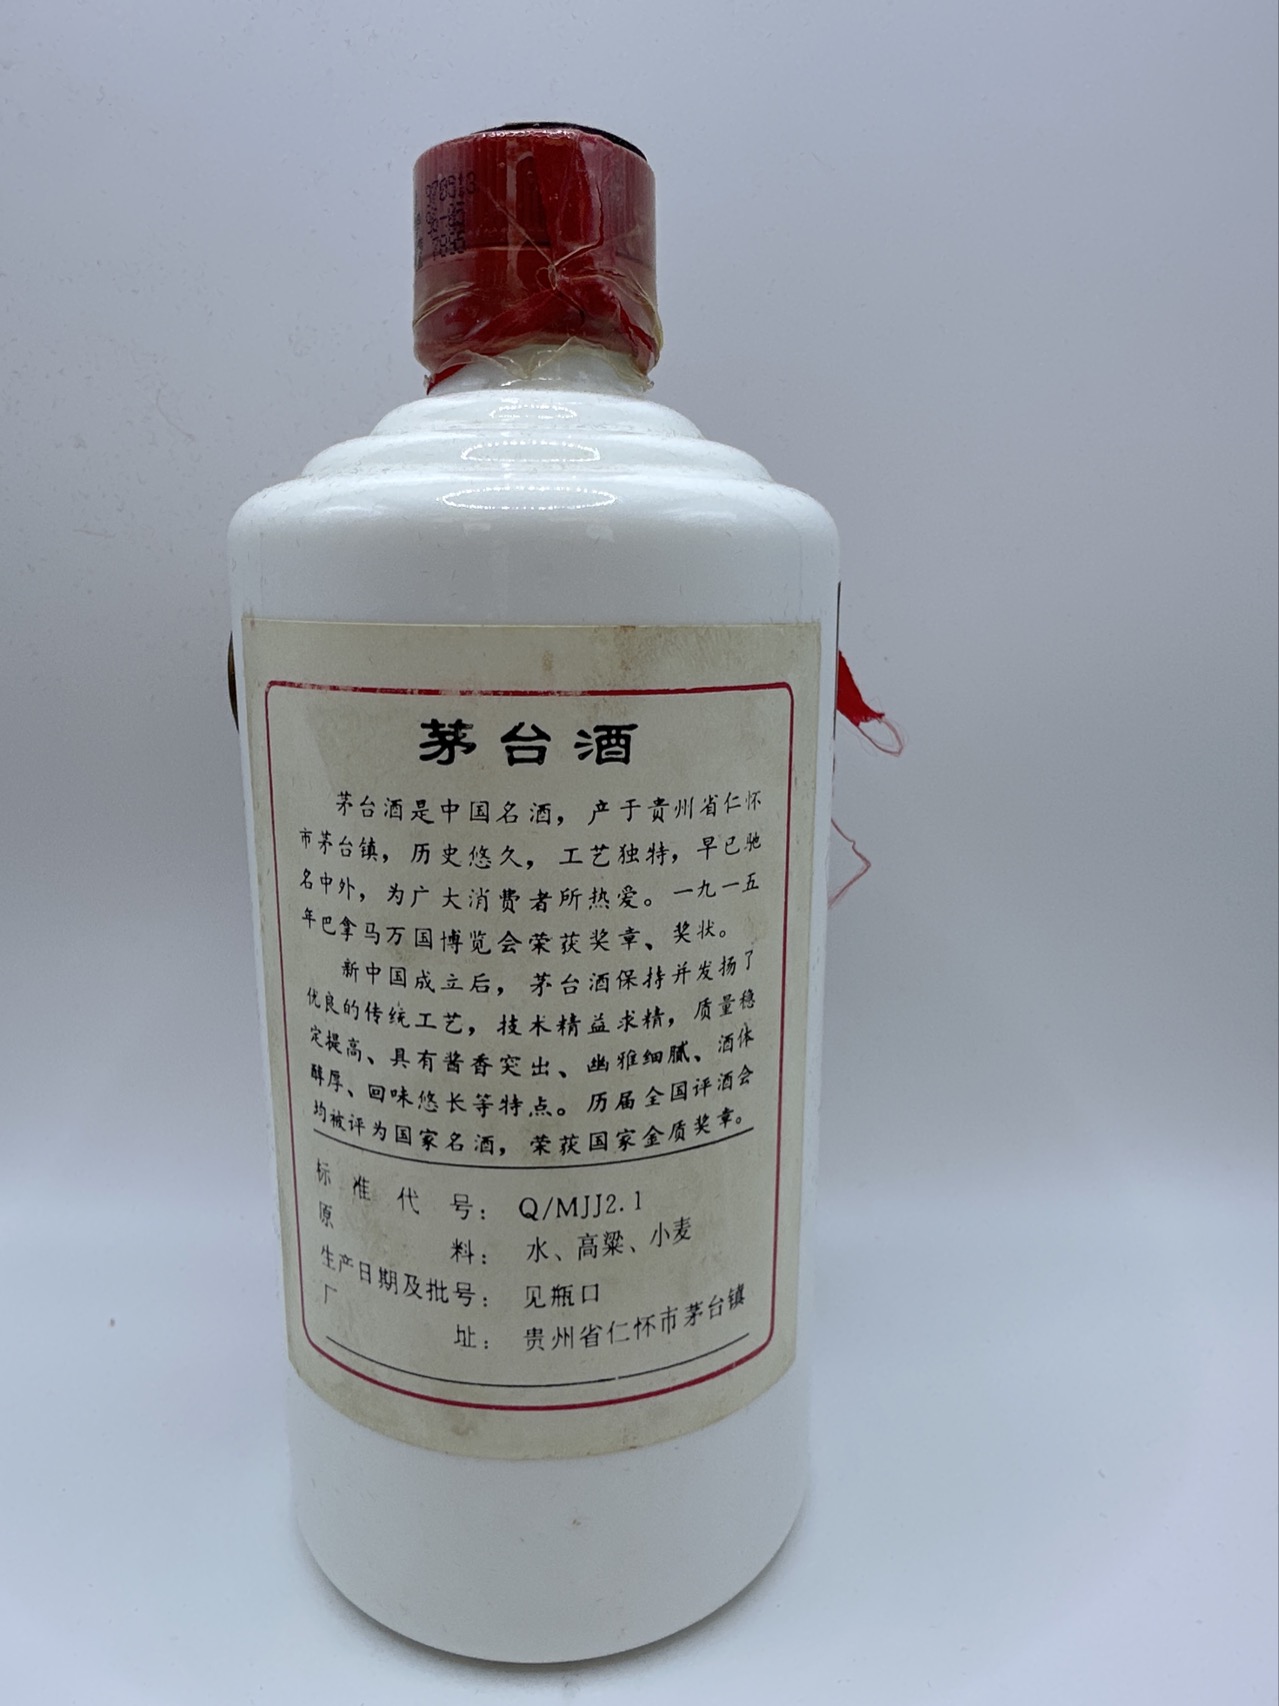 970518
96-85
7895
茅台酒
茅台酒是中国名酒，产于贵州省仁怀
市茅台镇，历史悠久，工艺独特，早已驰
名中外，为广大消费者所热爱。一九一五
年巴拿马万国博览会荣获奖章、奖状。
新中国成立后，茅台酒保持并发扬了
优良的传统工艺，技术精益求精，质量稳
定提高、具有酱香突出、幽雅细腻、酒体
醇厚、回味悠长等特点。历届全国评酒会
均被评为国家名酒，荣获国家金质奖章。
标准代号：Q/MJJ2.1
原料：水、高粱、小麦
生产日期及批号：见瓶口
厂址：贵州省仁怀市茅台镇